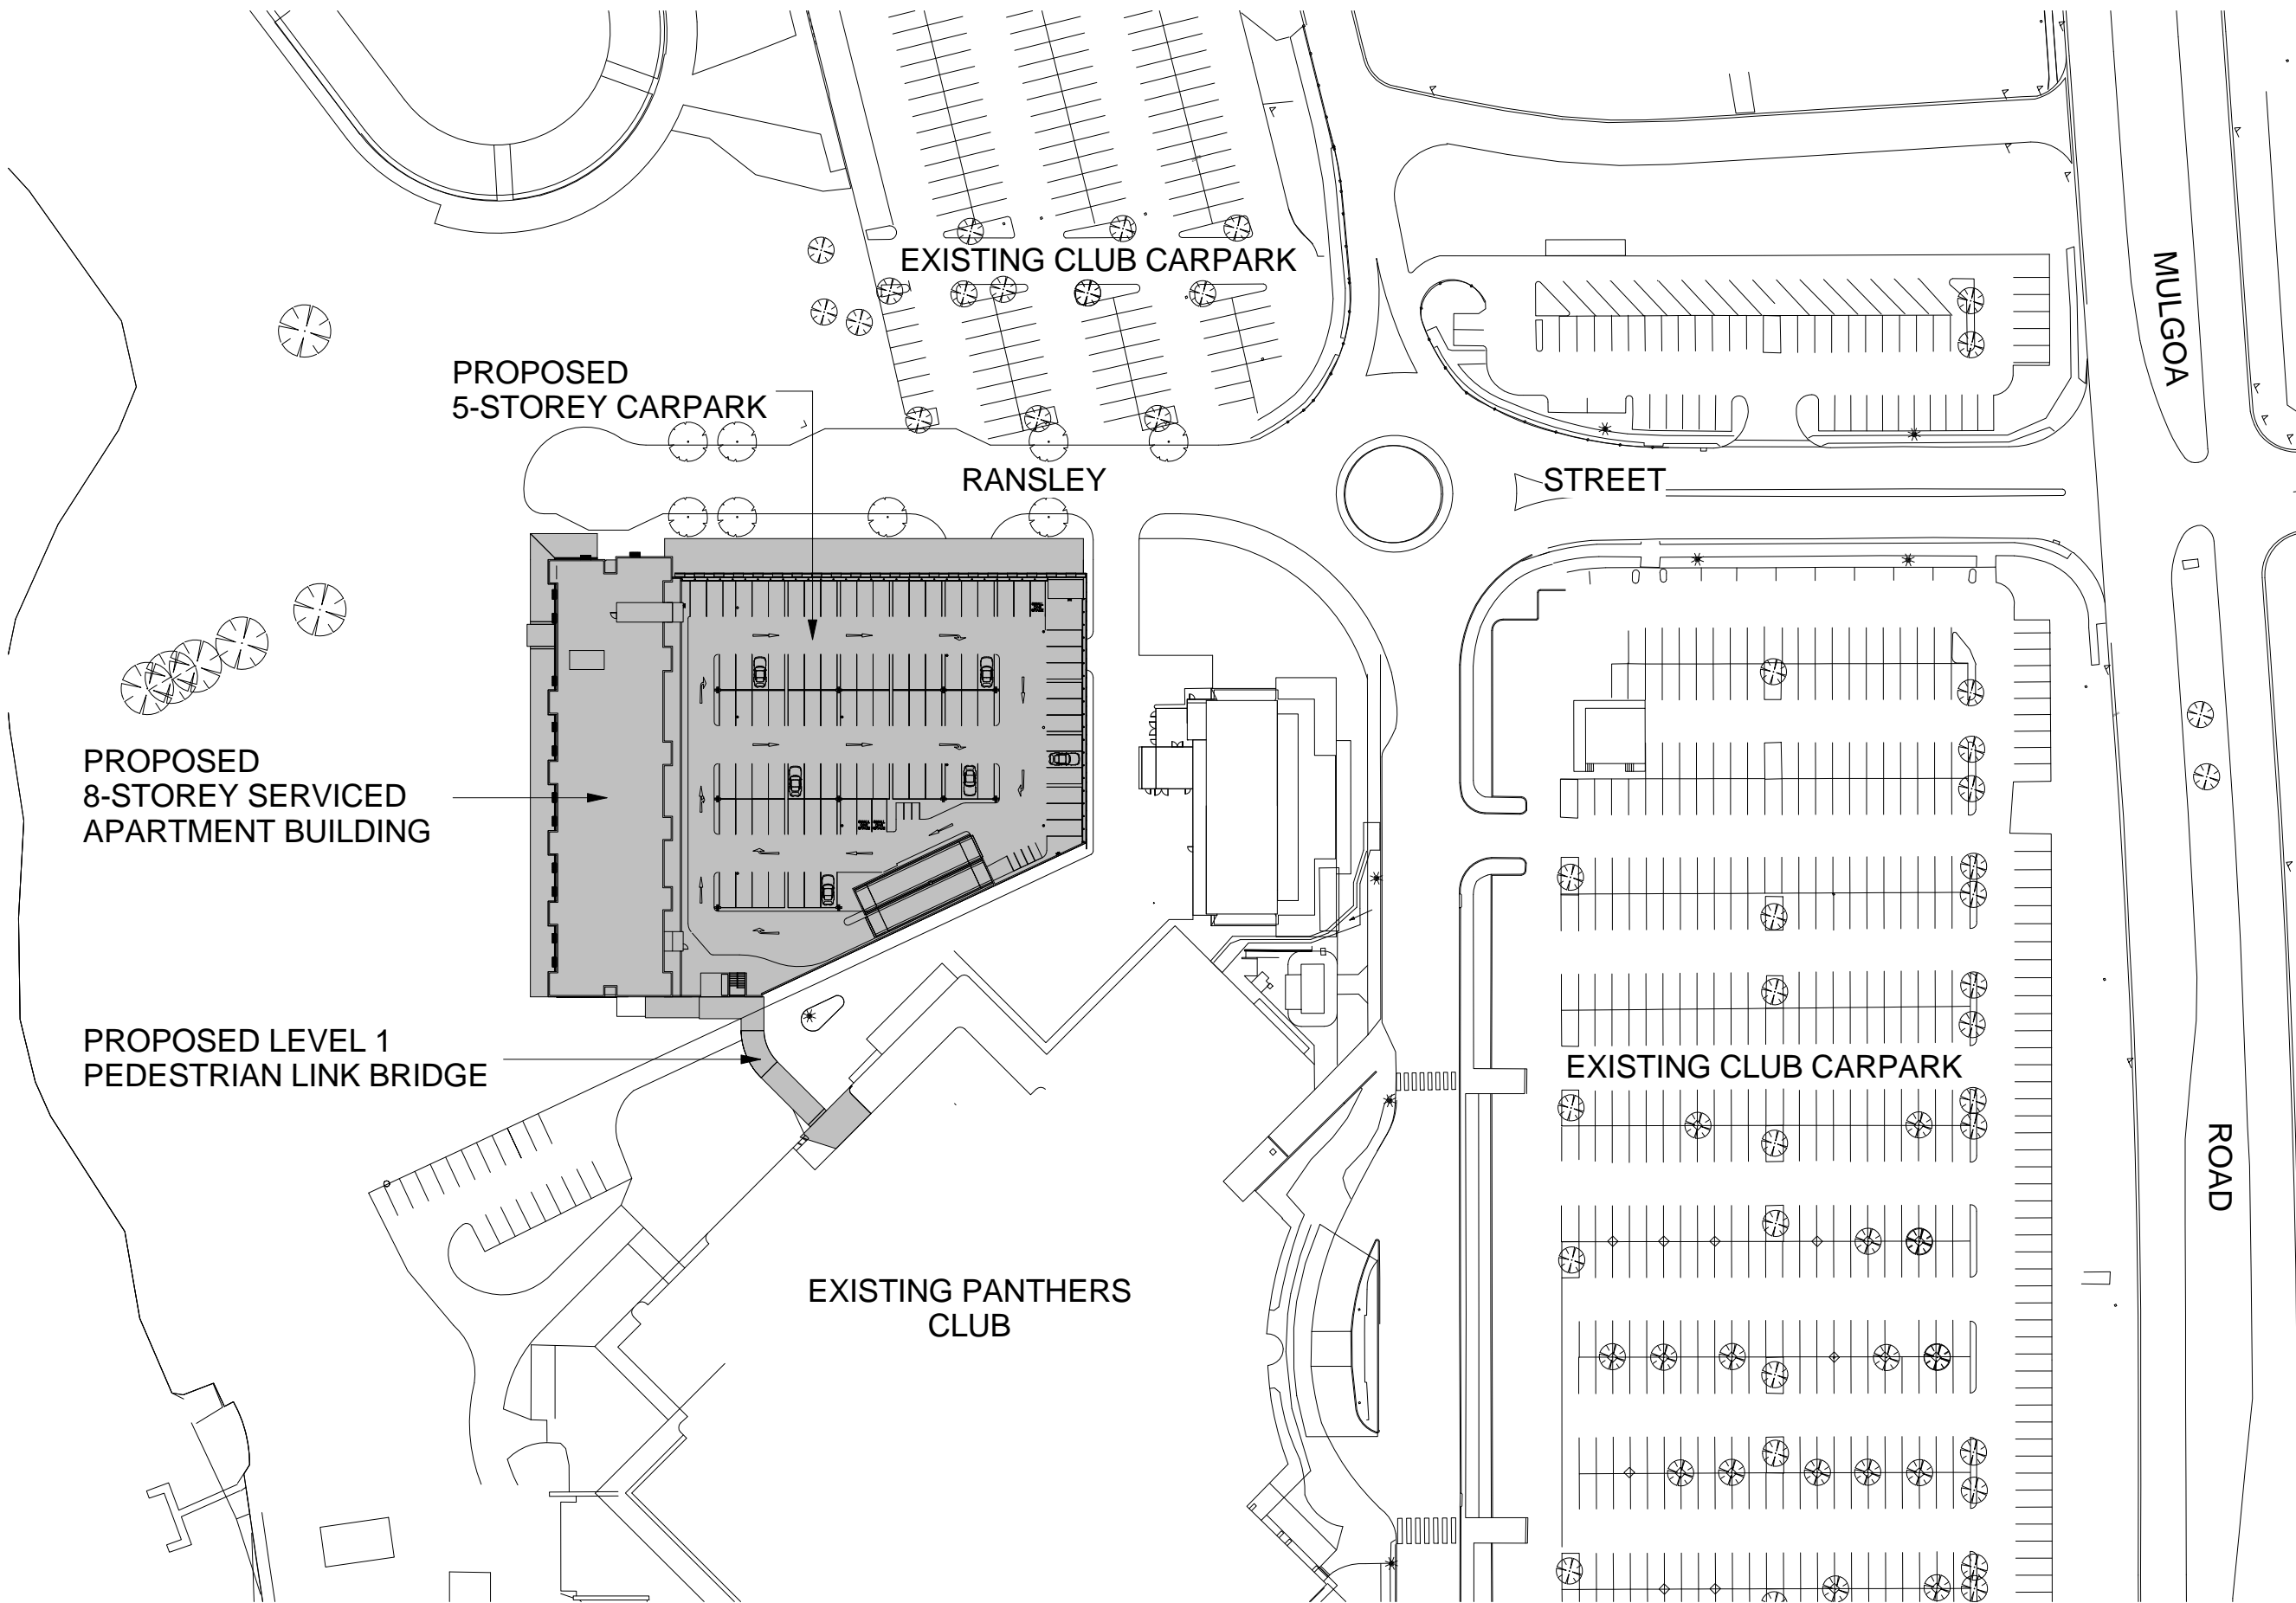 EXISTING CLUB CARPARK
MULGOA
PROPOSED
5-STOREY CARPARK
RANSLEY
STREET
PROPOSED
8-STOREY SERVICED
APARTMENT BUILDING
PROPOSED LEVEL 1
PEDESTRIAN LINK BRIDGE
EXISTING CLUB CARPARK
ROAD
EXISTING PANTHERS
CLUB